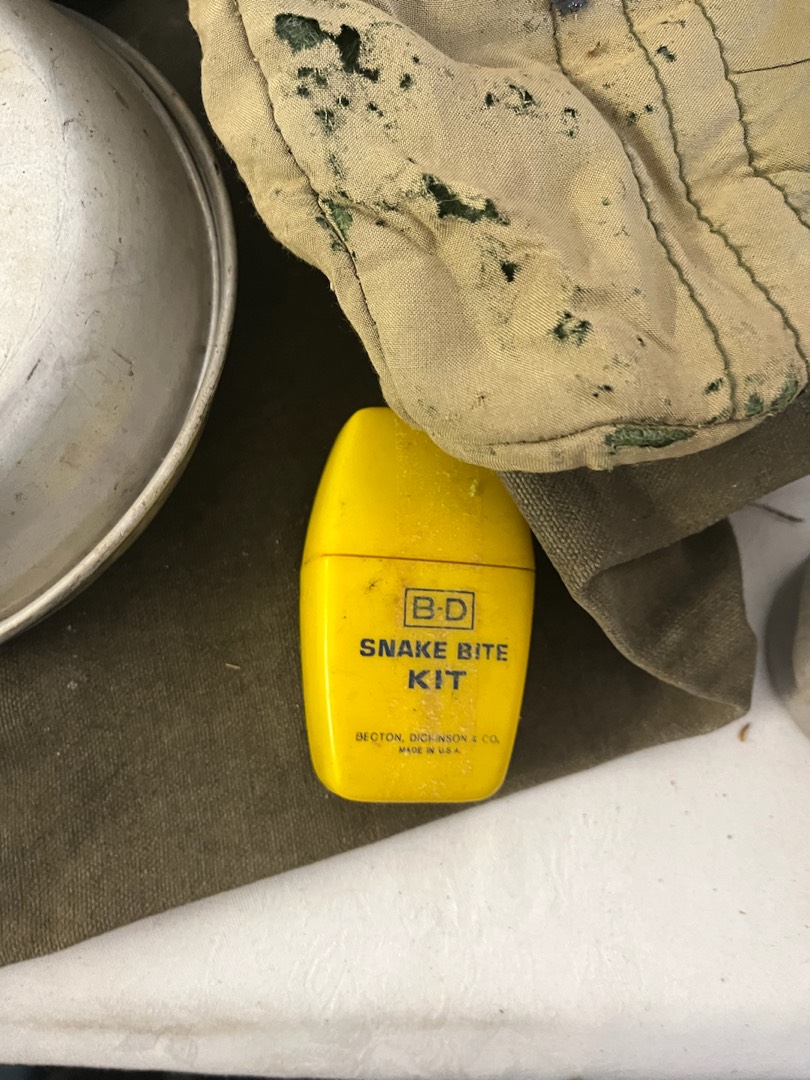 B-D
SNAKE BITE
KIT
BECTON, DICKINSON & CO.
MADE IN U.S.A.